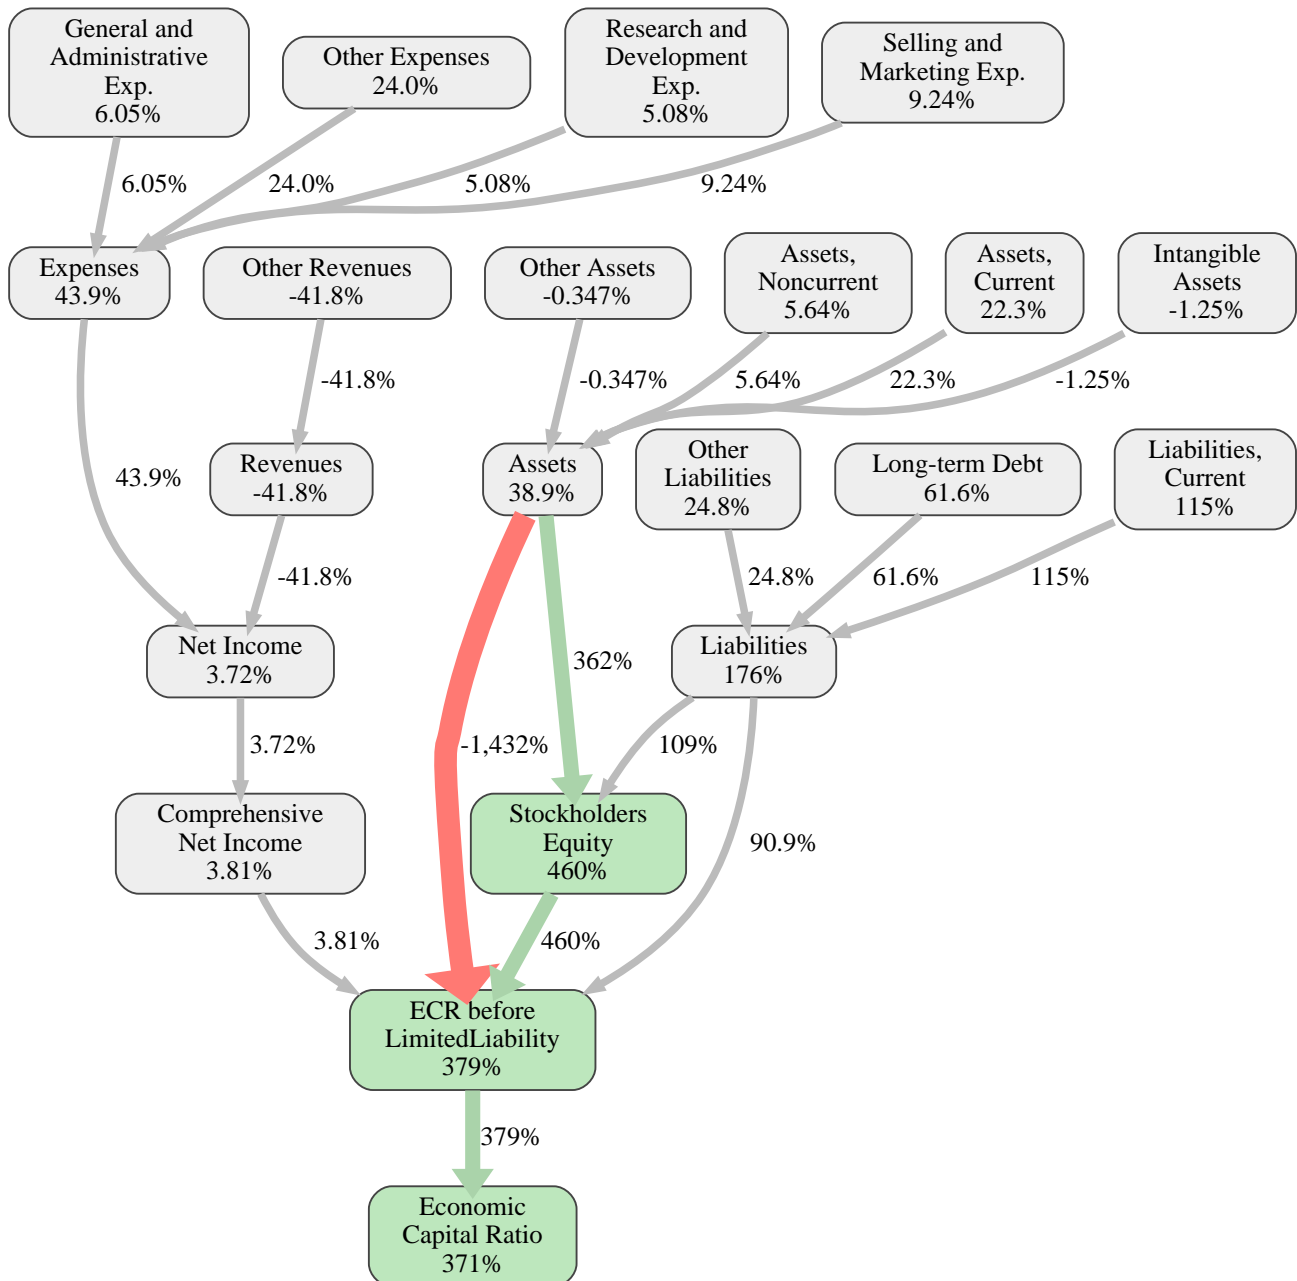 General and
Administrative
Exp.
6.05%
Other Expenses
24.0%
Research and
Development
Exp.
5.08%
Selling and
Marketing Exp.
9.24%
6.05%
24.0%
5.08%
9.24%
Expenses
43.9%
Other Revenues
-41.8%
Other Assets
-0.347%
Assets,
Noncurrent
5.64%
Assets,
Current
22.3%
Intangible
Assets
-1.25%
-41.8%
-0.347%
5.64%
22.3%
-1.25%
43.9%
Revenues
-41.8%
Assets
38.9%
Other
Liabilities
24.8%
Long-term Debt
61.6%
Liabilities,
Current
115%
-41.8%
24.8%
61.6%
115%
Net Income
3.72%
362%
Liabilities
176%
3.72%
-1,432%
109%
Comprehensive
Net Income
3.81%
Stockholders
Equity
460%
90.9%
3.81%
460%
ECR before
LimitedLiability
379%
379%
Economic
Capital Ratio
371%